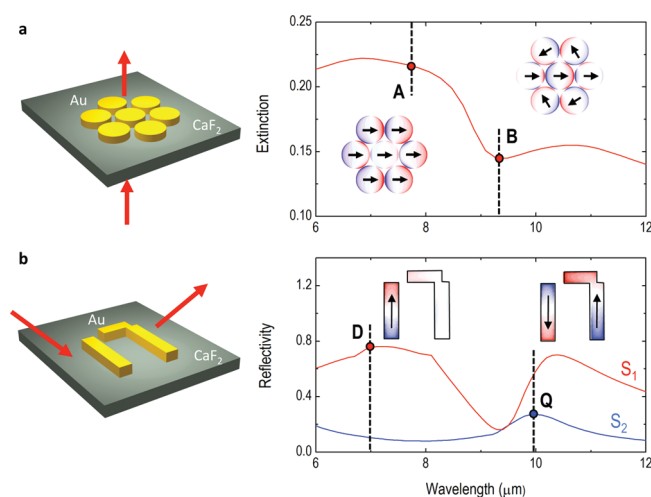 a
Au
CaF₂
Extinction
0.25
0.20
0.15
0.10
A
B
6 8 10 12
b
Au
CaF₂
Reflectivity
1.2
0.8
0.4
0.0
D
Q
S₁
S₂
6 8 10 12
Wavelength (μm)